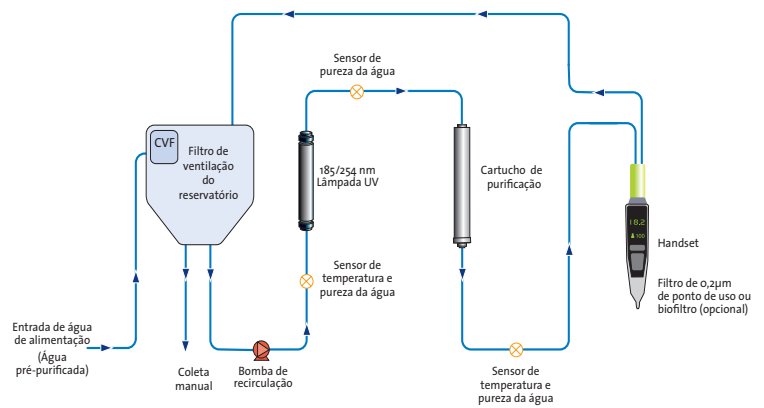 Sensor de
pureza da água
CVF
Filtro de
ventilação
do
reservatório
185/254 nm
Lâmpada UV
Cartucho de
purificação
18.2
100
Handset
Sensor de
temperatura e
pureza da água
Filtro de 0,2µm
de ponto de uso ou
biofiltro (opcional)
Entrada de água
de alimentação
(Água
pré-purificada)
Coleta
manual
Bomba de
recirculação
Sensor de
temperatura e
pureza da água